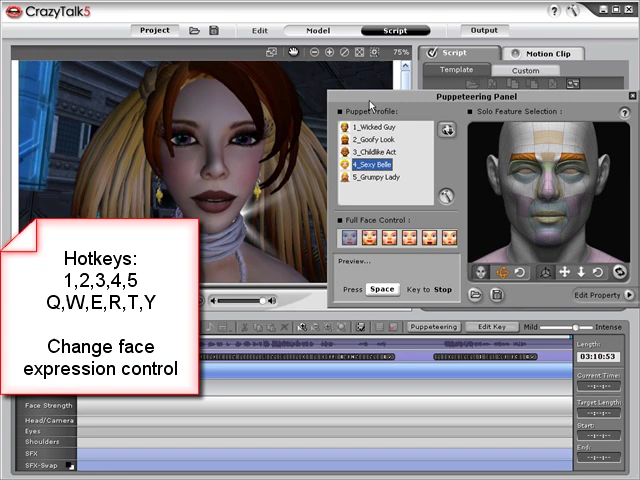 CrazyTalk5
Project
Edit
Model
Script
Output
75%
Script
Motion Clip
Template
Custom
Puppeteering Panel
Puppet Profile:
1_Wicked Guy
2_Goofy Look
3_Childlike Act
4_Sexy Belle
5_Grumpy Lady
Full Face Control :
Preview...
Press Space Key to Stop
Solo Feature Selection :
Edit Property
Hotkeys:
1,2,3,4,5
Q,W,E,R,T,Y
Change face
expression control
Puppeteering
Edit Key
Mild
Intense
Length:
03:10:53
Current Time:
--:--:--
Target Length:
--:--:--
Start:
--:--:--
End:
--:--:--
Face Strength
Head/Camera
Eyes
Shoulders
SFX
SFX-Swap